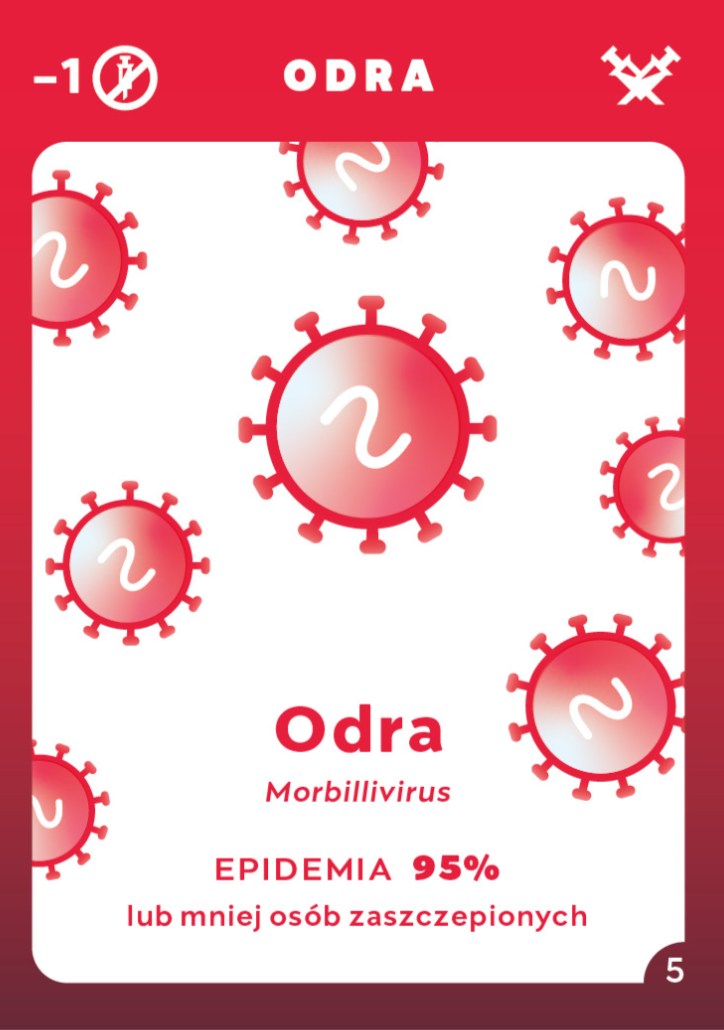 -1 ODRA
Odra
Morbillivirus
EPIDEMIA 95%
lub mniej osób zaszczepionych
5